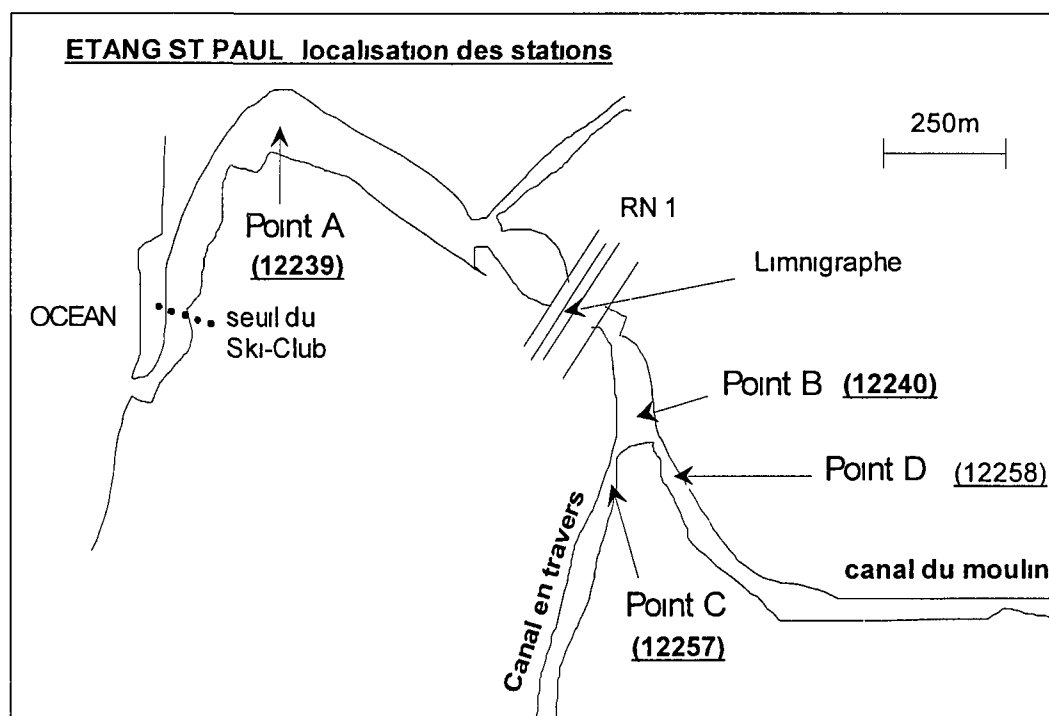 ETANG ST PAUL localisation des stations
250m
RN 1
Point A
(12239)
Limnigraphe
OCEAN
seuil du
Ski-Club
Point B (12240)
Point D (12258)
Canal en travers
canal du moulin
Point C
(12257)